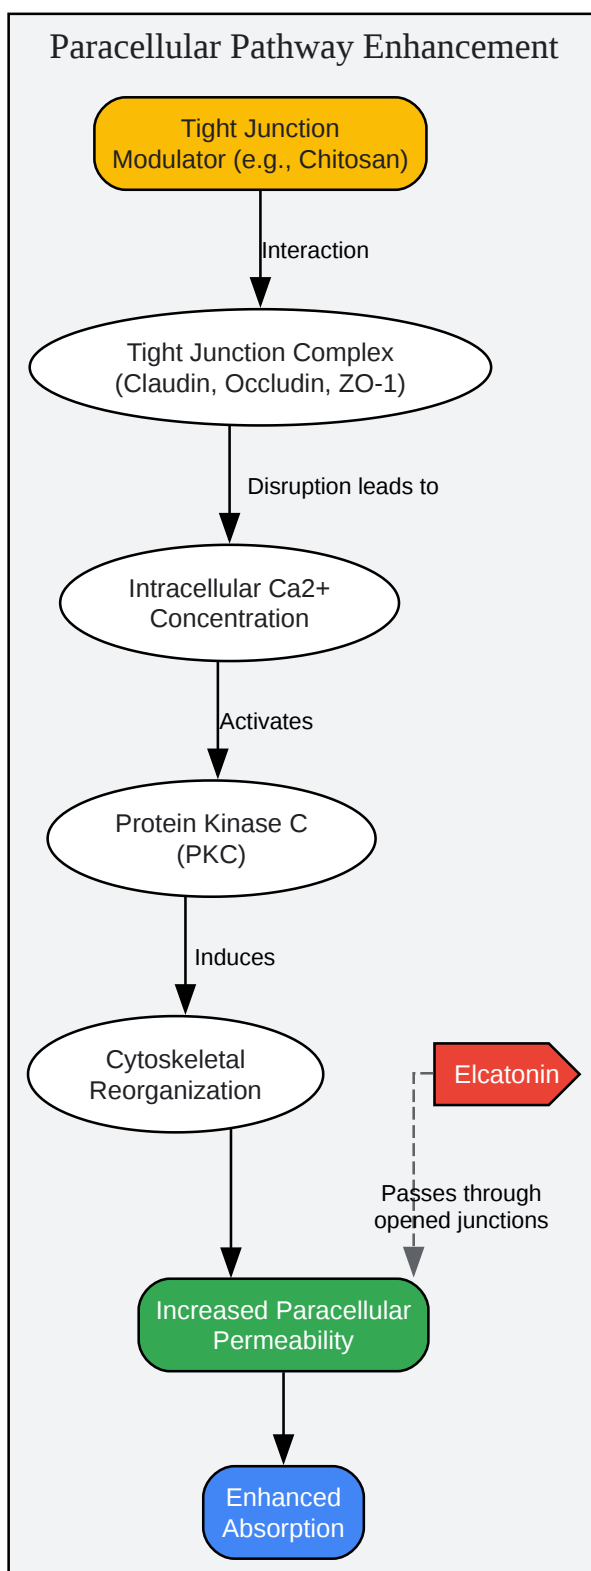 Paracellular Pathway Enhancement
Tight Junction
Modulator (e.g., Chitosan)
Interaction
Tight Junction Complex
(Claudin, Occludin, ZO-1)
Disruption leads to
Intracellular Ca2+
Concentration
Activates
Protein Kinase C
(PKC)
Induces
Cytoskeletal
Reorganization
Elcatonin
Passes through
opened junctions
Increased Paracellular
Permeability
Enhanced
Absorption